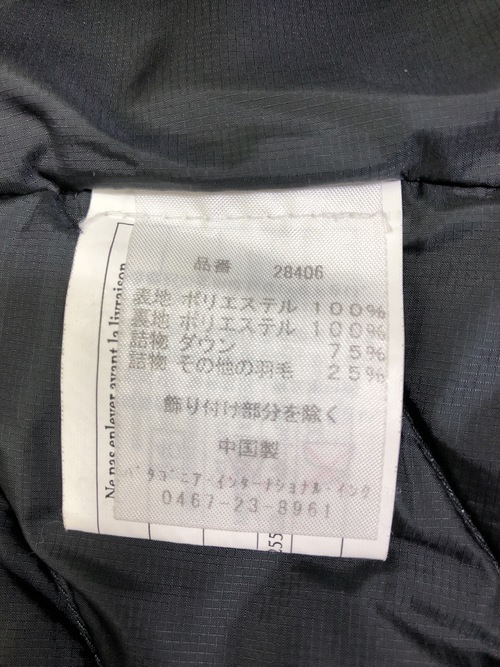 品番 28406
表地 ポリエステル 100%
裏地 ポリエステル 100%
詰物 ダウン 75%
詰物 その他の羽毛 25%
飾り付け部分を除く
中国製
パタゴニア・インターナショナル・インク
0467-23-8961
Ne pas enlever avant la livraison